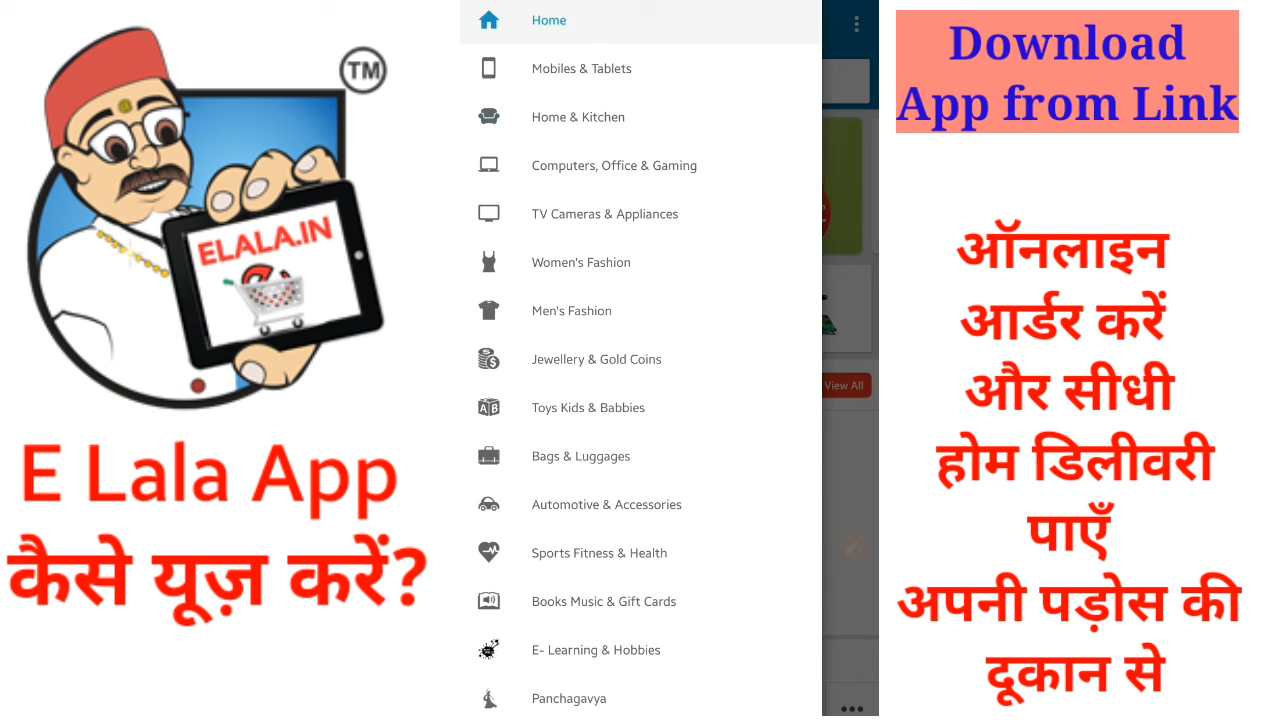 TM
ELALA.IN
E Lala App
कैसे यूज़ करें?
Home
Mobiles & Tablets
Home & Kitchen
Computers, Office & Gaming
TV Cameras & Appliances
Women's Fashion
Men's Fashion
Jewellery & Gold Coins
Toys Kids & Babbies
Bags & Luggages
Automotive & Accessories
Sports Fitness & Health
Books Music & Gift Cards
E- Learning & Hobbies
Panchagavya
View All
Download
App from Link
ऑनलाइन
आर्डर करें
और सीधी
होम डिलीवरी
पाएँ
अपनी पड़ोस की
दूकान से